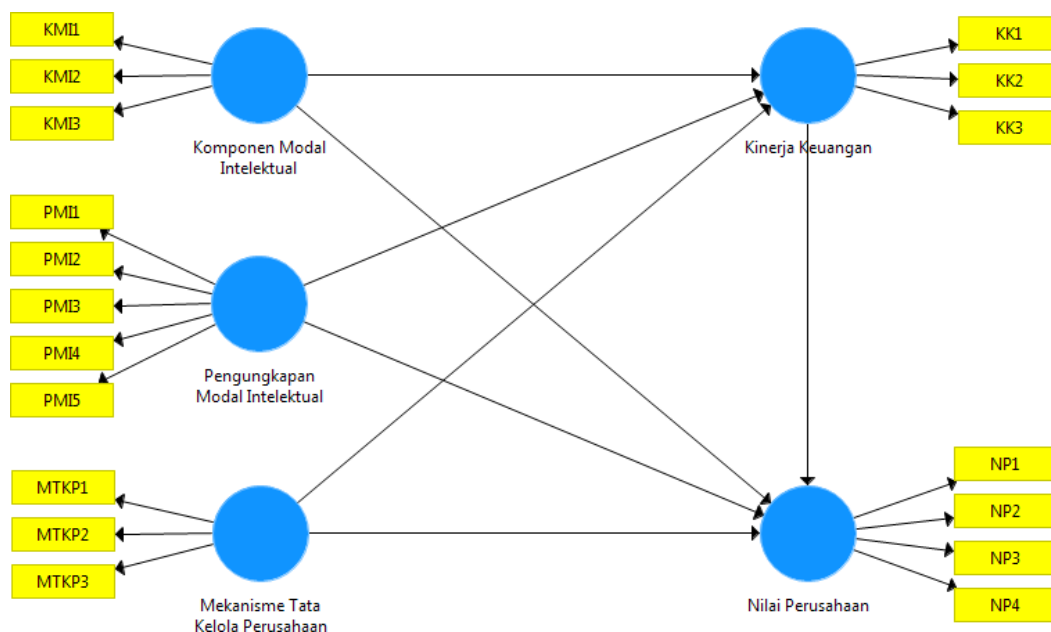 KMI1
KMI2
KMI3
Komponen Modal
Intelektual
KK1
KK2
KK3
Kinerja Keuangan
PMI1
PMI2
PMI3
PMI4
PMI5
Pengungkapan
Modal Intelektual
MTKP1
MTKP2
MTKP3
Mekanisme Tata
Kelola Perusahaan
NP1
NP2
NP3
NP4
Nilai Perusahaan